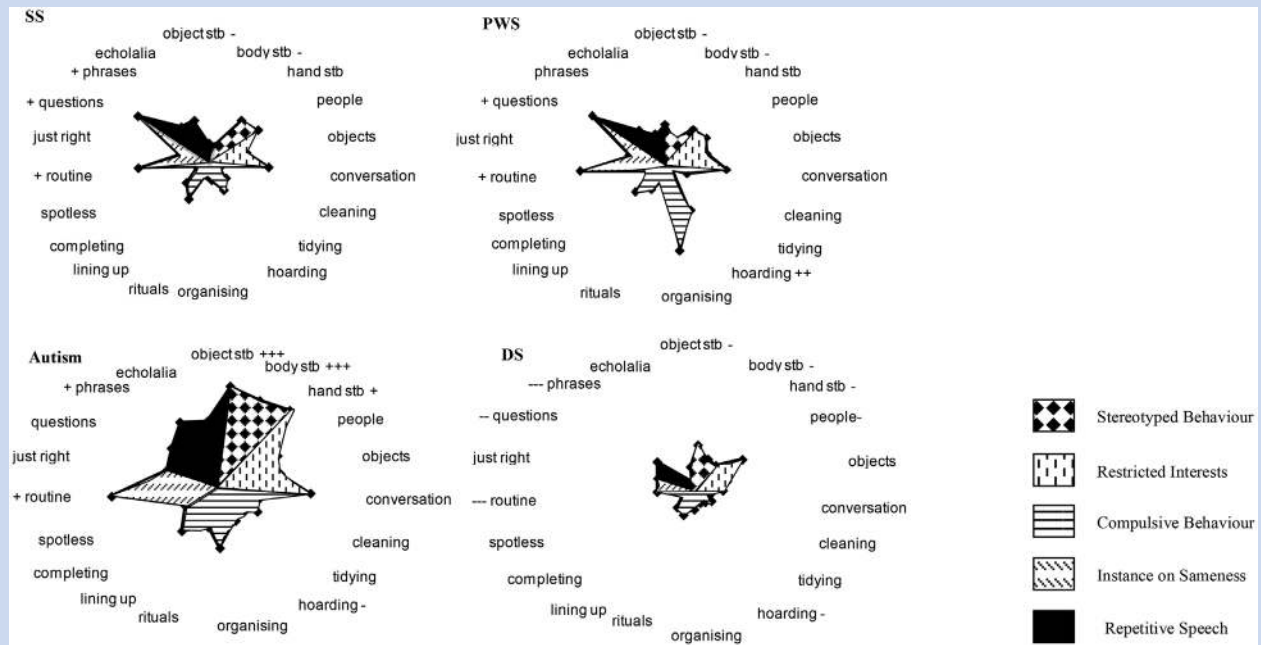 SS
object stb -
echolalia
body stb -
+ phrases
hand stb
+ questions
people
just right
objects
+ routine
conversation
spotless
cleaning
completing
tidying
lining up
hoarding
rituals
organising
PWS
object stb -
echolalia
body stb -
phrases
hand stb
+ questions
people
just right
objects
+ routine
conversation
spotless
cleaning
completing
tidying
lining up
hoarding ++
rituals
organising
Autism
object stb +++
echolalia
body stb +++
+ phrases
hand stb +
questions
people
just right
objects
+ routine
conversation
spotless
cleaning
completing
tidying
lining up
hoarding -
rituals
organising
DS
object stb -
echolalia
body stb -
--- phrases
hand stb -
-- questions
people-
just right
objects
--- routine
conversation
spotless
cleaning
completing
tidying
lining up
hoarding -
rituals
organising
Stereotyped Behaviour
Restricted Interests
Compulsive Behaviour
Instance on Sameness
Repetitive Speech